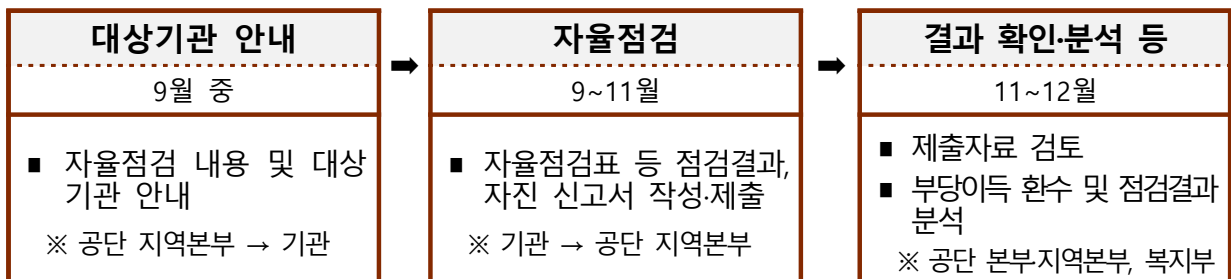 대상기관 안내
9월 중
■ 자율점검 내용 및 대상
기관 안내
※ 공단 지역본부 → 기관
➡
자율점검
9~11월
■ 자율점검표 등 점검결과,
자진 신고서 작성·제출
※ 기관 → 공단 지역본부
➡
결과 확인·분석 등
11~12월
■ 제출자료 검토
■ 부당이득 환수 및 점검결과
분석
※ 공단 본부·지역본부, 복지부